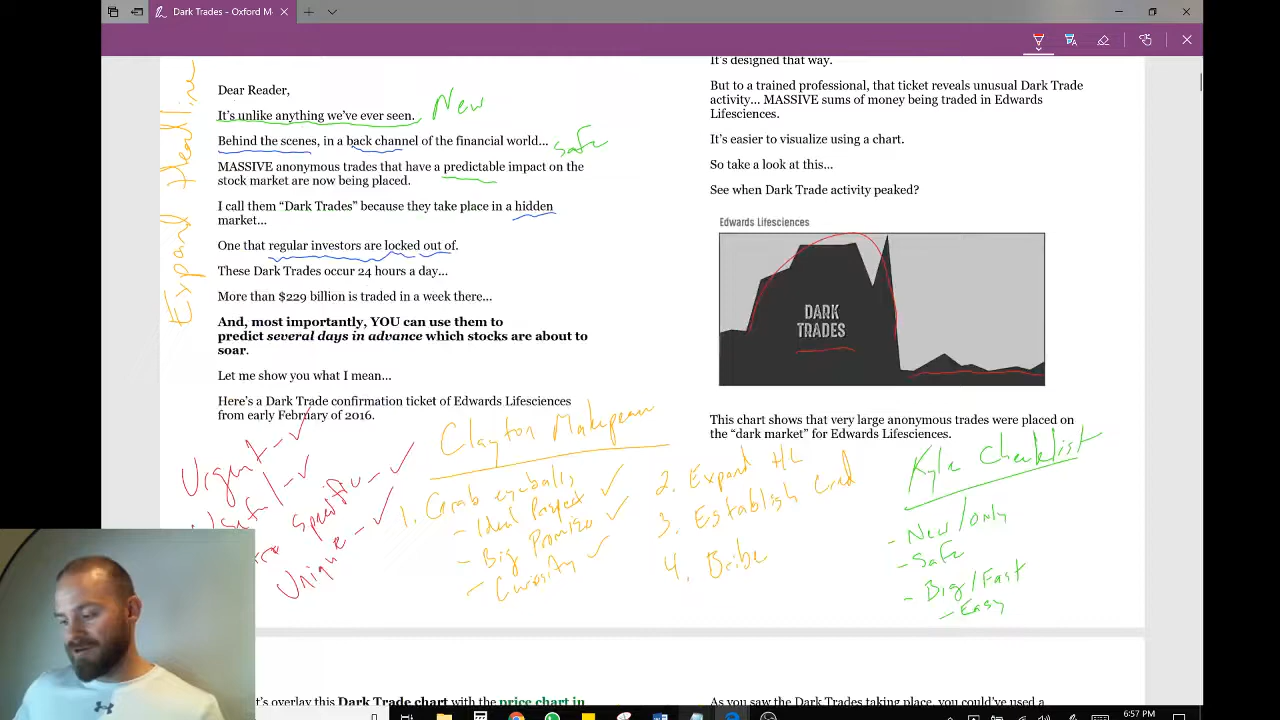 Dark Trades - Oxford M
Expand Deadline
Dear Reader,
It's unlike anything we've ever seen.
New
Behind the scenes, in a back channel of the financial world...
safe
MASSIVE anonymous trades that have a predictable impact on the
stock market are now being placed.
I call them “Dark Trades” because they take place in a hidden
market...
One that regular investors are locked out of.
These Dark Trades occur 24 hours a day...
More than $229 billion is traded in a week there...
And, most importantly, YOU can use them to
predict several days in advance which stocks are about to
soar.
Let me show you what I mean...
Here's a Dark Trade confirmation ticket of Edwards Lifesciences
from early February of 2016.
Urgent -
Specific -
Unique -
Clayton Makepeace
1. Grab eyeballs
- Ideal Prospect
- Big Promise
- Curiosity
2. Expand H/L
3. Establish Cred
4. Bribe
It's designed that way.
But to a trained professional, that ticket reveals unusual Dark Trade
activity... MASSIVE sums of money being traded in Edwards
Lifesciences.
It's easier to visualize using a chart.
So take a look at this...
See when Dark Trade activity peaked?
Edwards Lifesciences
DARK
TRADES
This chart shows that very large anonymous trades were placed on
the “dark market” for Edwards Lifesciences.
Kyle Checklist
- New/Only
- Safe
- Big/Fast
- Easy
overlay this Dark Trade chart with the price chart in
As you saw the Dark Trades taking place, you could've used a
6:57 PM